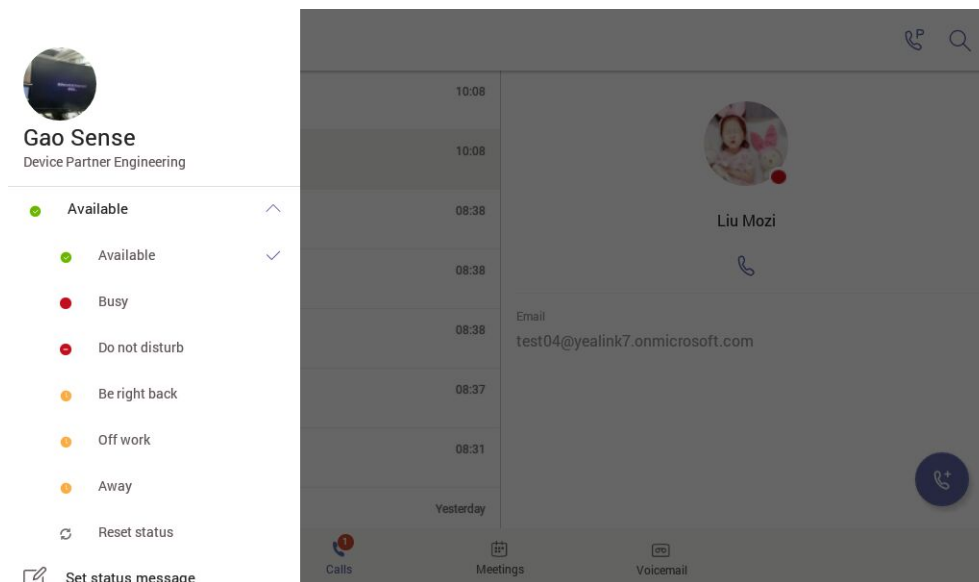 P
Gao Sense
Device Partner Engineering
Available
Available
Busy
Do not disturb
Be right back
Off work
Away
Reset status
Set status message
10:08
10:08
08:38
08:38
08:38
08:37
08:31
Yesterday
Liu Mozi
Email
test04@yealink7.onmicrosoft.com
1
Calls
Meetings
Voicemail